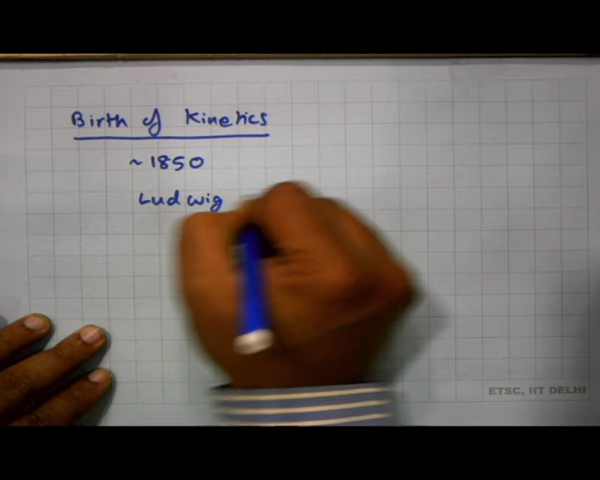 Birth of Kinetics
~ 1850
Ludwig
ETSC, IIT DELHI